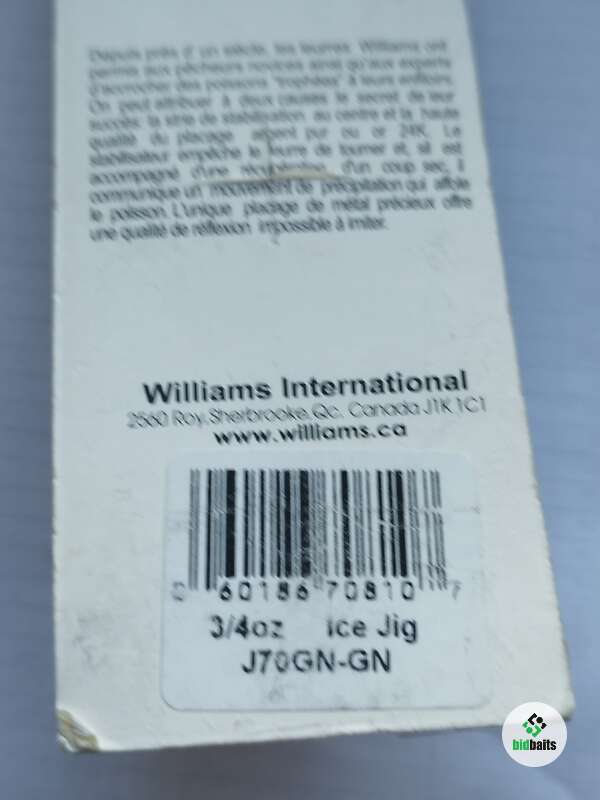 Depuis près d'un siècle, les leurres Williams ont
permis aux pêcheurs novices ainsi qu'aux experts
d'accrocher des poissons "trophées" à leurs enfiloirs.
On peut attribuer à deux causes le secret de leur
succès: la strie de stabilisation au centre et la haute
qualité du placage argent pur ou or 24K. Le
stabilisateur empêche le leurre de tourner et, s'il est
accompagné d'une d'un coup sec, il
communique un mouvement de précipitation qui affole
le poisson. L'unique placage de métal précieux offre
une qualité de réflexion impossible à imiter.
Williams International
2560 Roy, Sherbrooke, Qc, Canada J1K 1C1
www.williams.ca
0 60186 70810 7
3/4oz Ice Jig
J70GN-GN
bidbaits